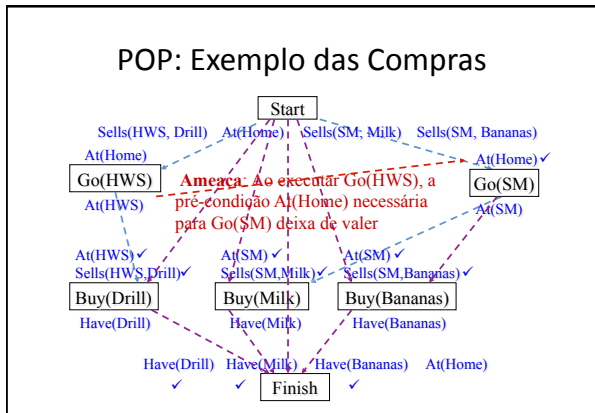 POP: Exemplo das Compras
Start
Sells(HWS, Drill) At(Home) Sells(SM, Milk) Sells(SM, Bananas)
At(Home)
At(Home) ✓
Go(HWS)
Ameaça: Ao executar Go(HWS), a
pré-condição At(Home) necessária
para Go(SM) deixa de valer
Go(SM)
At(HWS)
At(SM)
At(HWS) ✓ At(SM) ✓ At(SM) ✓
Sells(HWS,Drill) ✓ Sells(SM,Milk) ✓ Sells(SM,Bananas) ✓
Buy(Drill) Buy(Milk) Buy(Bananas)
Have(Drill) Have(Milk) Have(Bananas)
Have(Drill) Have(Milk) Have(Bananas) At(Home)
✓ ✓ ✓
Finish